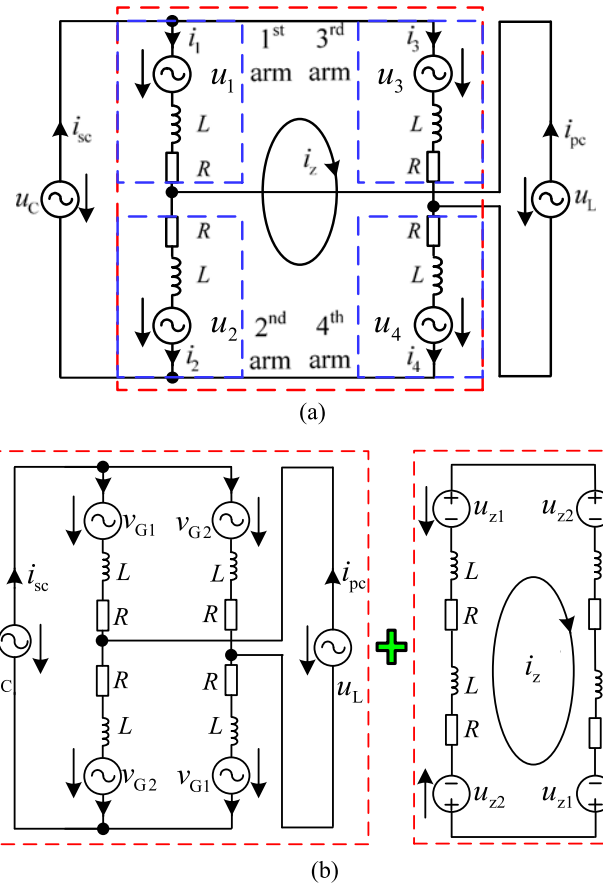 i1 1st 3rd i3
u1 arm arm u3
L L
isc iz ipc
R R
uC uL
R R
L L
u2 2nd 4th u4
i2 arm arm i4
(a)
vG1 vG2 uz1 uz2
isc L L ipc L
R R R
C R R uL iz L
L L R
vG2 vG1 uz2 uz1
(b)